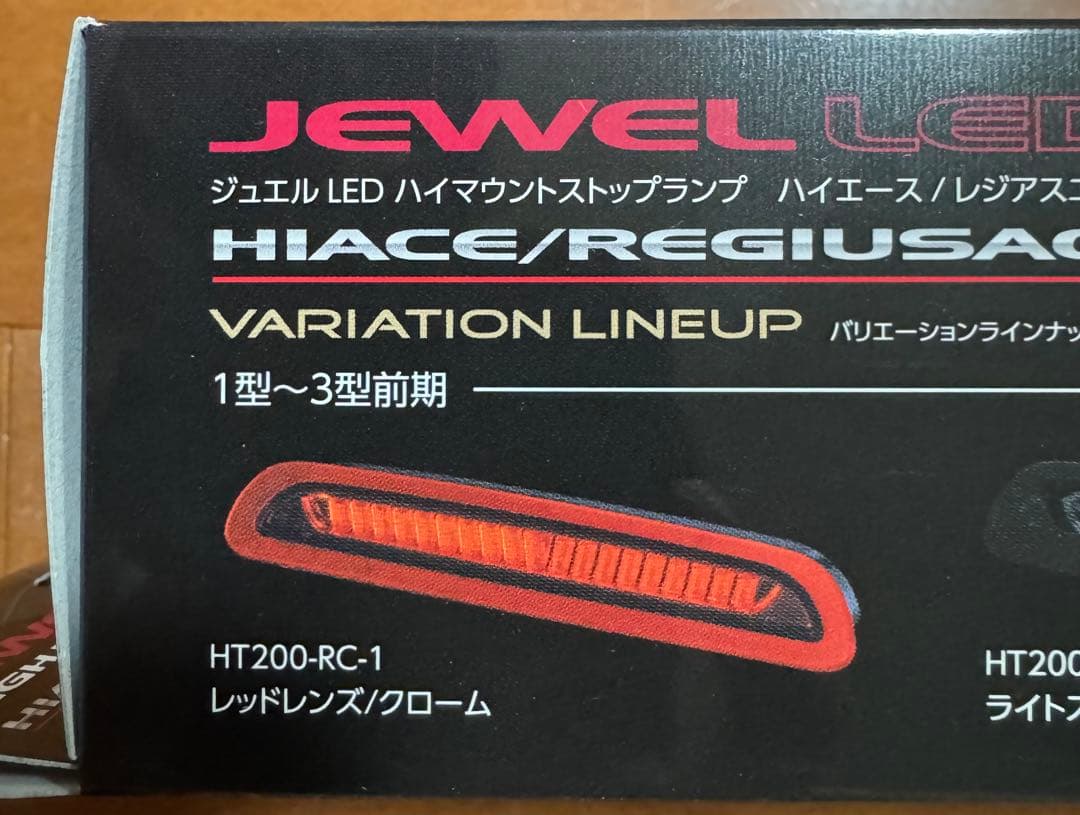 JEWEL LED
ジュエル LED ハイマウントストップランプ ハイエース / レジアスエ
HIACE/REGIUSAC
VARIATION LINEUP バリエーションラインナッ
1型～3型前期
HT200-RC-1
レッドレンズ/クローム
HT200
ライトス